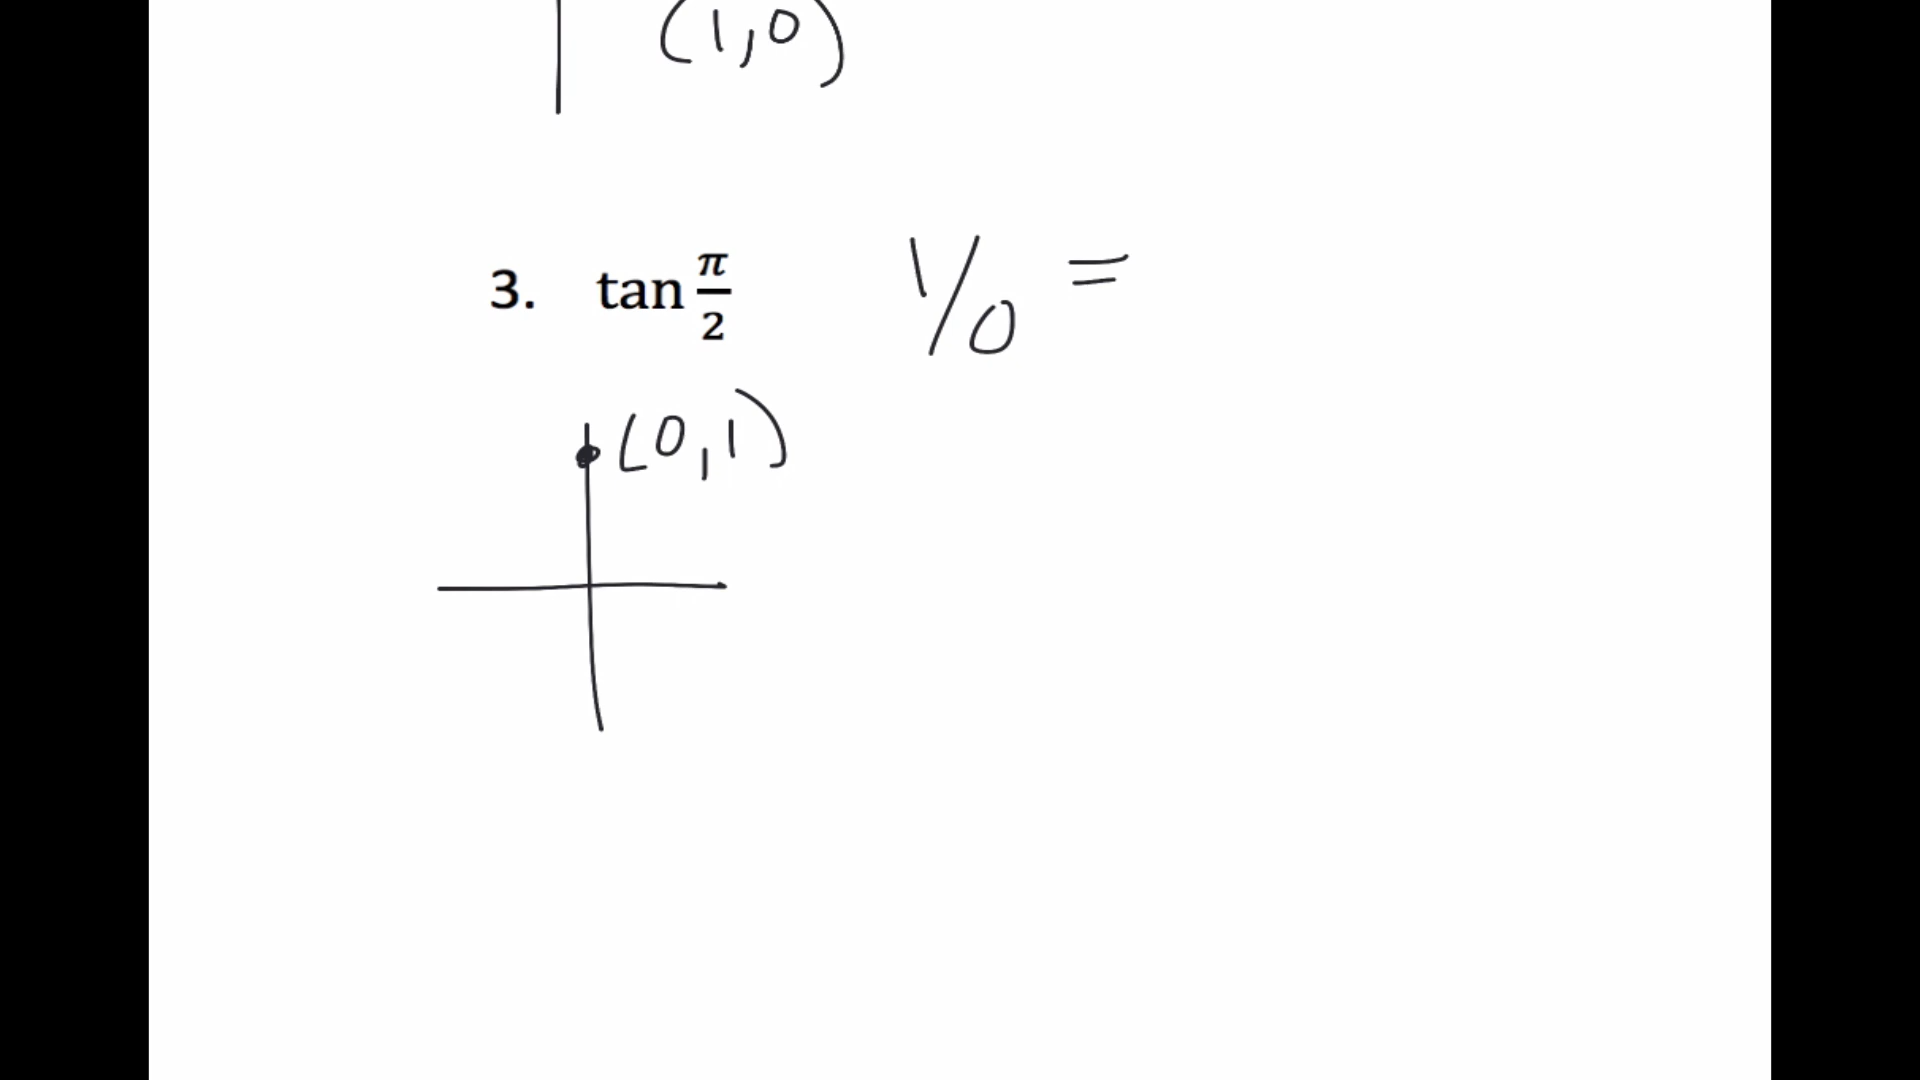 (1,0)
3. tan π/2 1/0 =
(0,1)